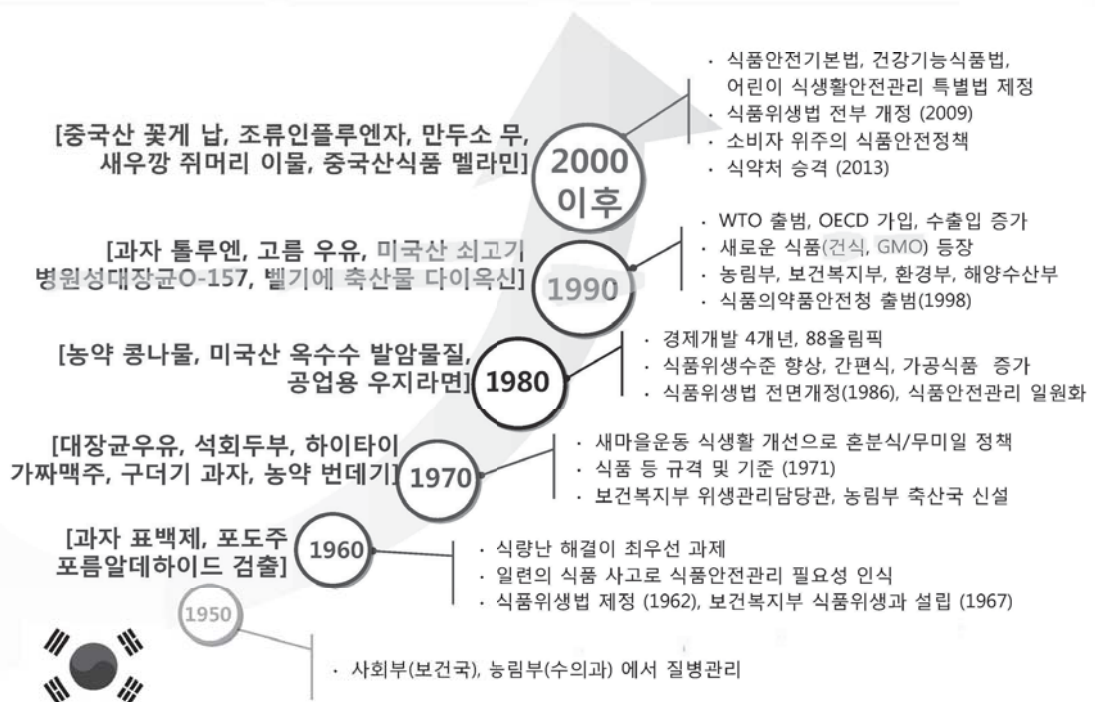 · 식품안전기본법, 건강기능식품법,
어린이 식생활안전관리 특별법 제정
· 식품위생법 전부 개정 (2009)
· 소비자 위주의 식품안전정책
· 식약처 승격 (2013)
[중국산 꽃게 납, 조류인플루엔자, 만두소 무,
새우깡 쥐머리 이물, 중국산식품 멜라민]
2000
이후
· WTO 출범, OECD 가입, 수출입 증가
· 새로운 식품(건식, GMO) 등장
· 농림부, 보건복지부, 환경부, 해양수산부
· 식품의약품안전청 출범(1998)
[과자 톨루엔, 고름 우유, 미국산 쇠고기
병원성대장균O-157, 벨기에 축산물 다이옥신]
1990
· 경제개발 4개년, 88올림픽
· 식품위생수준 향상, 간편식, 가공식품 증가
· 식품위생법 전면개정(1986), 식품안전관리 일원화
[농약 콩나물, 미국산 옥수수 발암물질,
공업용 우지라면]
1980
· 새마을운동 식생활 개선으로 혼분식/무미일 정책
· 식품 등 규격 및 기준 (1971)
· 보건복지부 위생관리담당관, 농림부 축산국 신설
[대장균우유, 석회두부, 하이타이
가짜맥주, 구더기 과자, 농약 번데기]
1970
· 식량난 해결이 최우선 과제
· 일련의 식품 사고로 식품안전관리 필요성 인식
· 식품위생법 제정 (1962), 보건복지부 식품위생과 설립 (1967)
[과자 표백제, 포도주
포름알데하이드 검출]
1960
1950
· 사회부(보건국), 농림부(수의과) 에서 질병관리